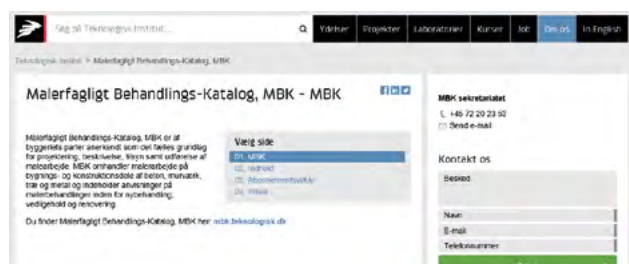 Søg på Teknologisk Institut...
Ydelser Projekter Laboratorier Kurser Job Om os In English
Teknologisk Institut > Malerfagligt Behandlings-Katalog, MBK
Malerfagligt Behandlings-Katalog, MBK - MBK
Malerfagligt Behandlings-Katalog, MBK er af
byggeriets parter anerkendt som det fælles grundlag
for projektering, beskrivelse, tilsyn samt udførelse af
malearbejde. MBK omhandler malearbejde på
bygnings- og konstruktionsdele af beton, murværk,
træ og metal og indeholder anvisninger på
malerbehandlinger inden for nybehandling,
vedligehold og renovering.
Du finder Malerfagligt Behandlings-Katalog, MBK her: mbk.teknologisk.dk
Vælg side
01. MBK
02. Indhold
03. Abonnementsvilkår
04. Priser
MBK sekretariatet
+45 72 20 23 60
Send e-mail
Kontakt os
Besked
Navn
E-mail
Telefonnummer